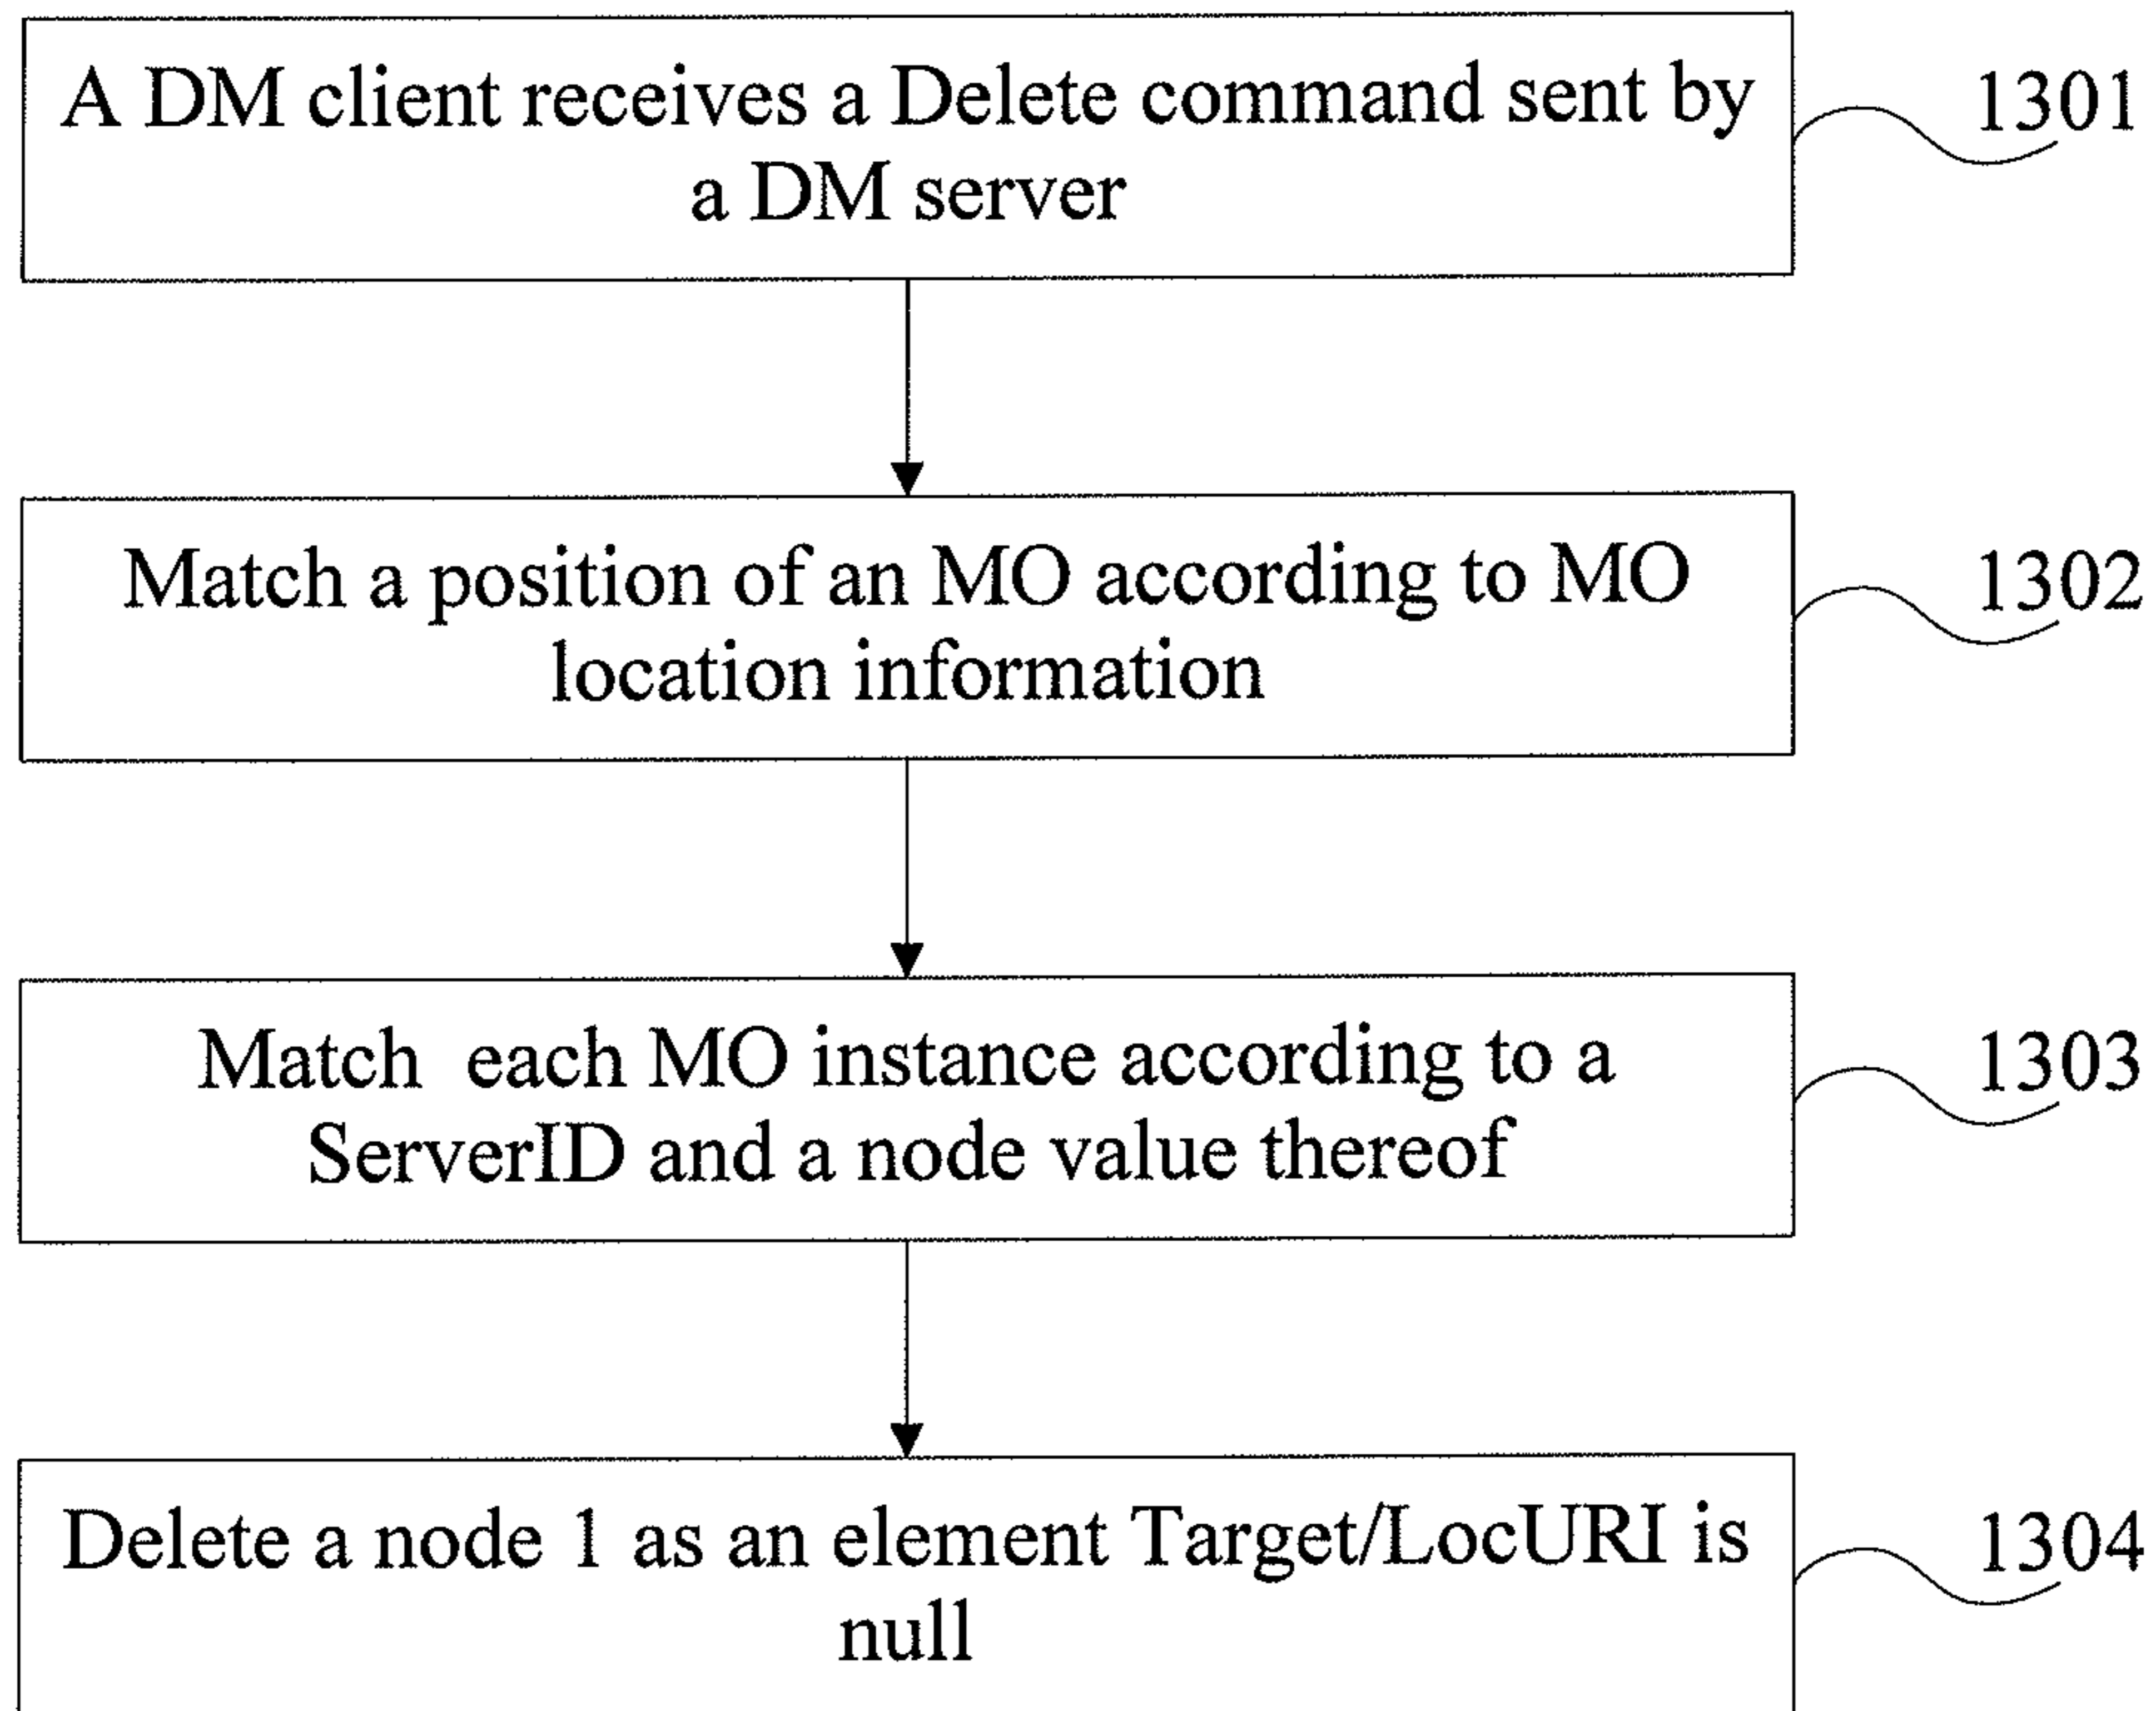 A DM client receives a Delete command sent by
a DM server
1301
Match a position of an MO according to MO
location information
1302
Match each MO instance according to a
ServerID and a node value thereof
1303
Delete a node 1 as an element Target/LocURI is
null
1304